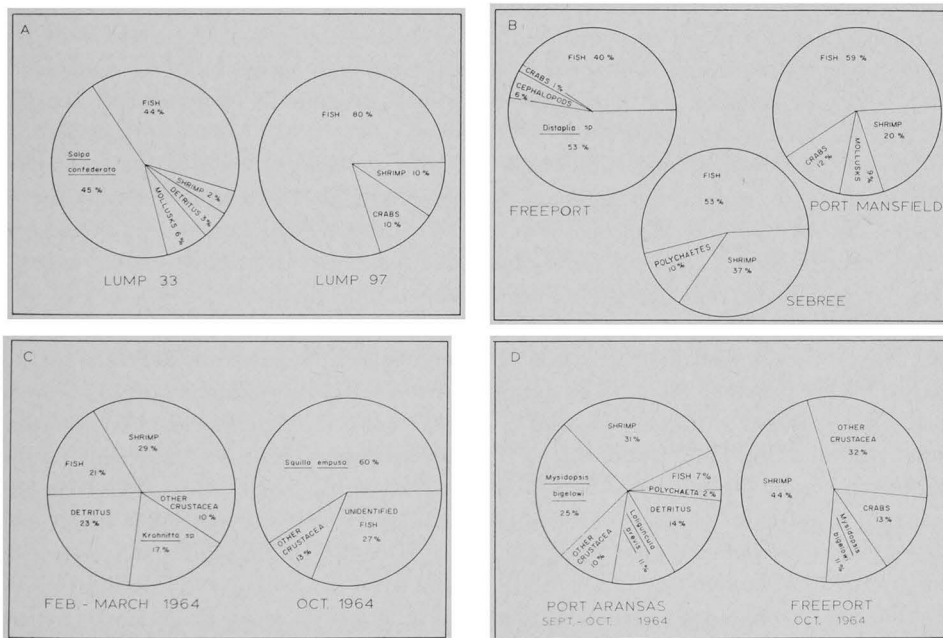 A
FISH
44%
Salpa
confederata
45 %
SHRIMP 2%
DETRITUS 3%
MOLLUSKS 6%
LUMP 33
FISH 80%
SHRIMP 10%
CRABS
10%
LUMP 97
B
FISH 40%
CRABS 1%
CEPHALOPODS
6%
Distaplia sp
53 %
FREEPORT
FISH 59%
SHRIMP
20 %
MOLLUSKS
9%
CRABS
12 %
PORT MANSFIELD
FISH
53 %
POLYCHAETES
10%
SHRIMP
37%
SEBREE
C
SHRIMP
29 %
FISH
21 %
DETRITUS
23 %
OTHER
CRUSTACEA
10%
Krohnitta sp
17 %
FEB. - MARCH 1964
Squilla empusa 60%
OTHER
CRUSTACEA
13 %
UNIDENTIFIED
FISH
27%
OCT. 1964
D
SHRIMP
31 %
Mysidopsis
bigelowi
25 %
FISH 7%
POLYCHAETA 2%
DETRITUS
14%
Loliguncula
brevis
11%
OTHER
CRUSTACEA
10 %
PORT ARANSAS
SEPT.-OCT. 1964
OTHER
CRUSTACEA
32 %
SHRIMP
44 %
CRABS
13 %
Mysidopsis
bigelowi
11%
FREEPORT
OCT. 1964